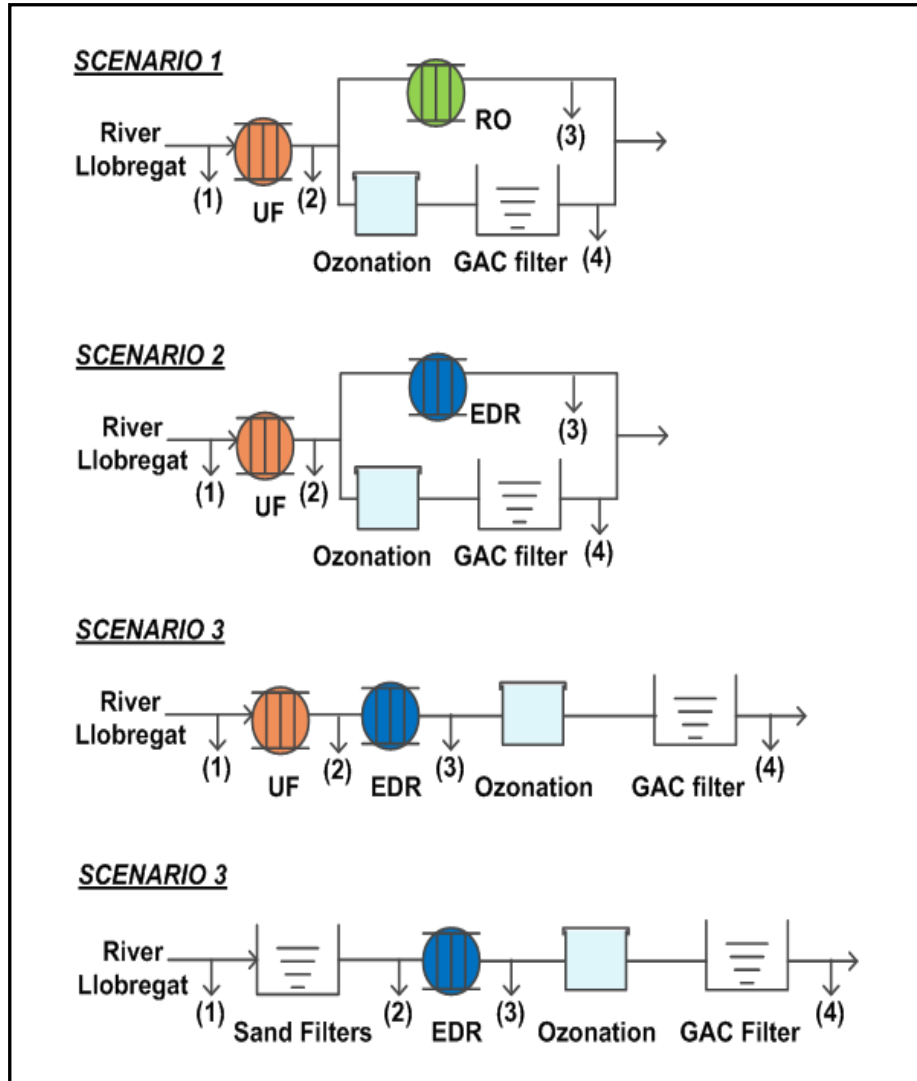 SCENARIO 1
River
Llobregat
(1)
UF
(2)
RO
(3)
Ozonation
GAC filter
(4)
SCENARIO 2
River
Llobregat
(1)
UF
(2)
EDR
(3)
Ozonation
GAC filter
(4)
SCENARIO 3
River
Llobregat
(1)
UF
(2)
EDR
(3)
Ozonation
GAC filter
(4)
SCENARIO 3
River
Llobregat
(1)
Sand Filters
(2)
EDR
(3)
Ozonation
GAC Filter
(4)